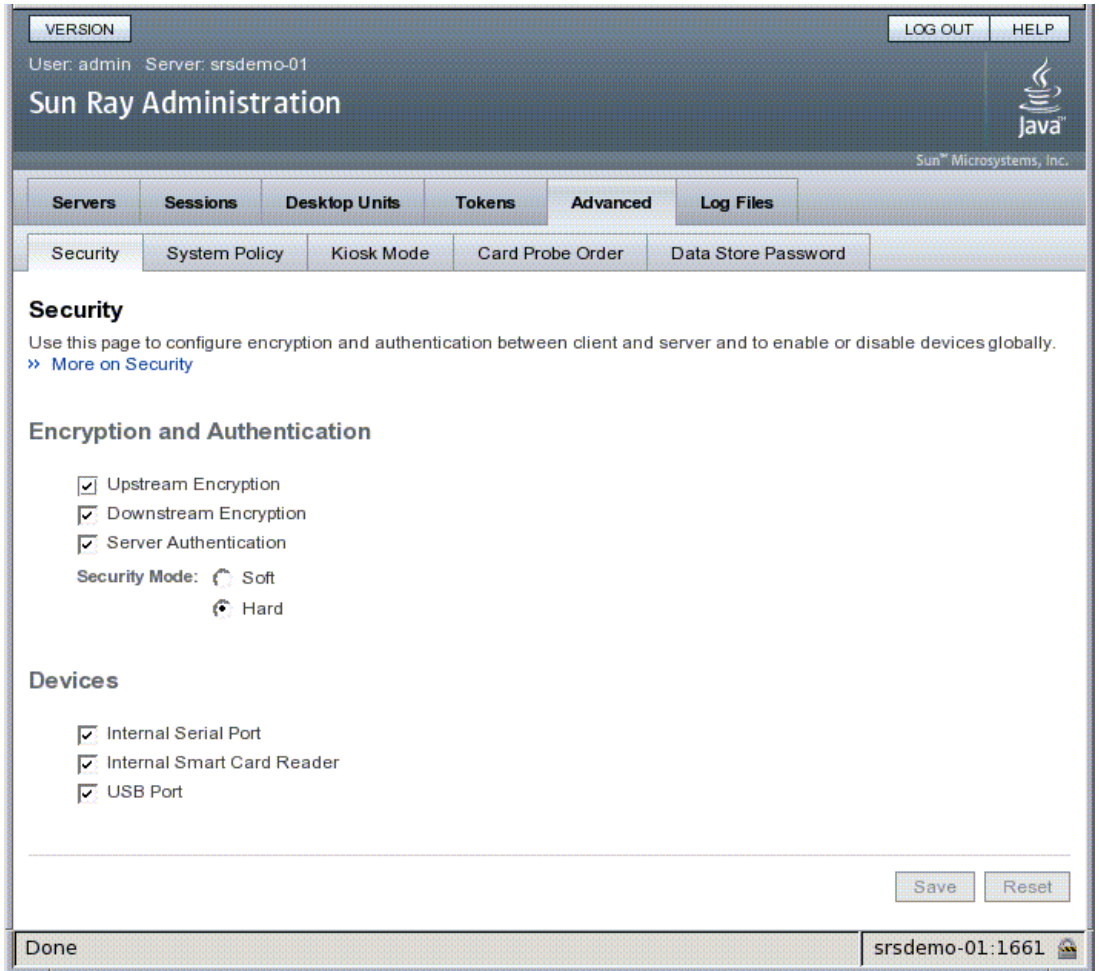 VERSION LOG OUT HELP
User: admin Server: srsdemo-01
Sun Ray Administration
Java™
Sun™ Microsystems, Inc.
Servers Sessions Desktop Units Tokens Advanced Log Files
Security System Policy Kiosk Mode Card Probe Order Data Store Password
Security
Use this page to configure encryption and authentication between client and server and to enable or disable devices globally.
›› More on Security
Encryption and Authentication
Upstream Encryption
Downstream Encryption
Server Authentication
Security Mode: Soft
Hard
Devices
Internal Serial Port
Internal Smart Card Reader
USB Port
Save Reset
Done srsdemo-01:1661